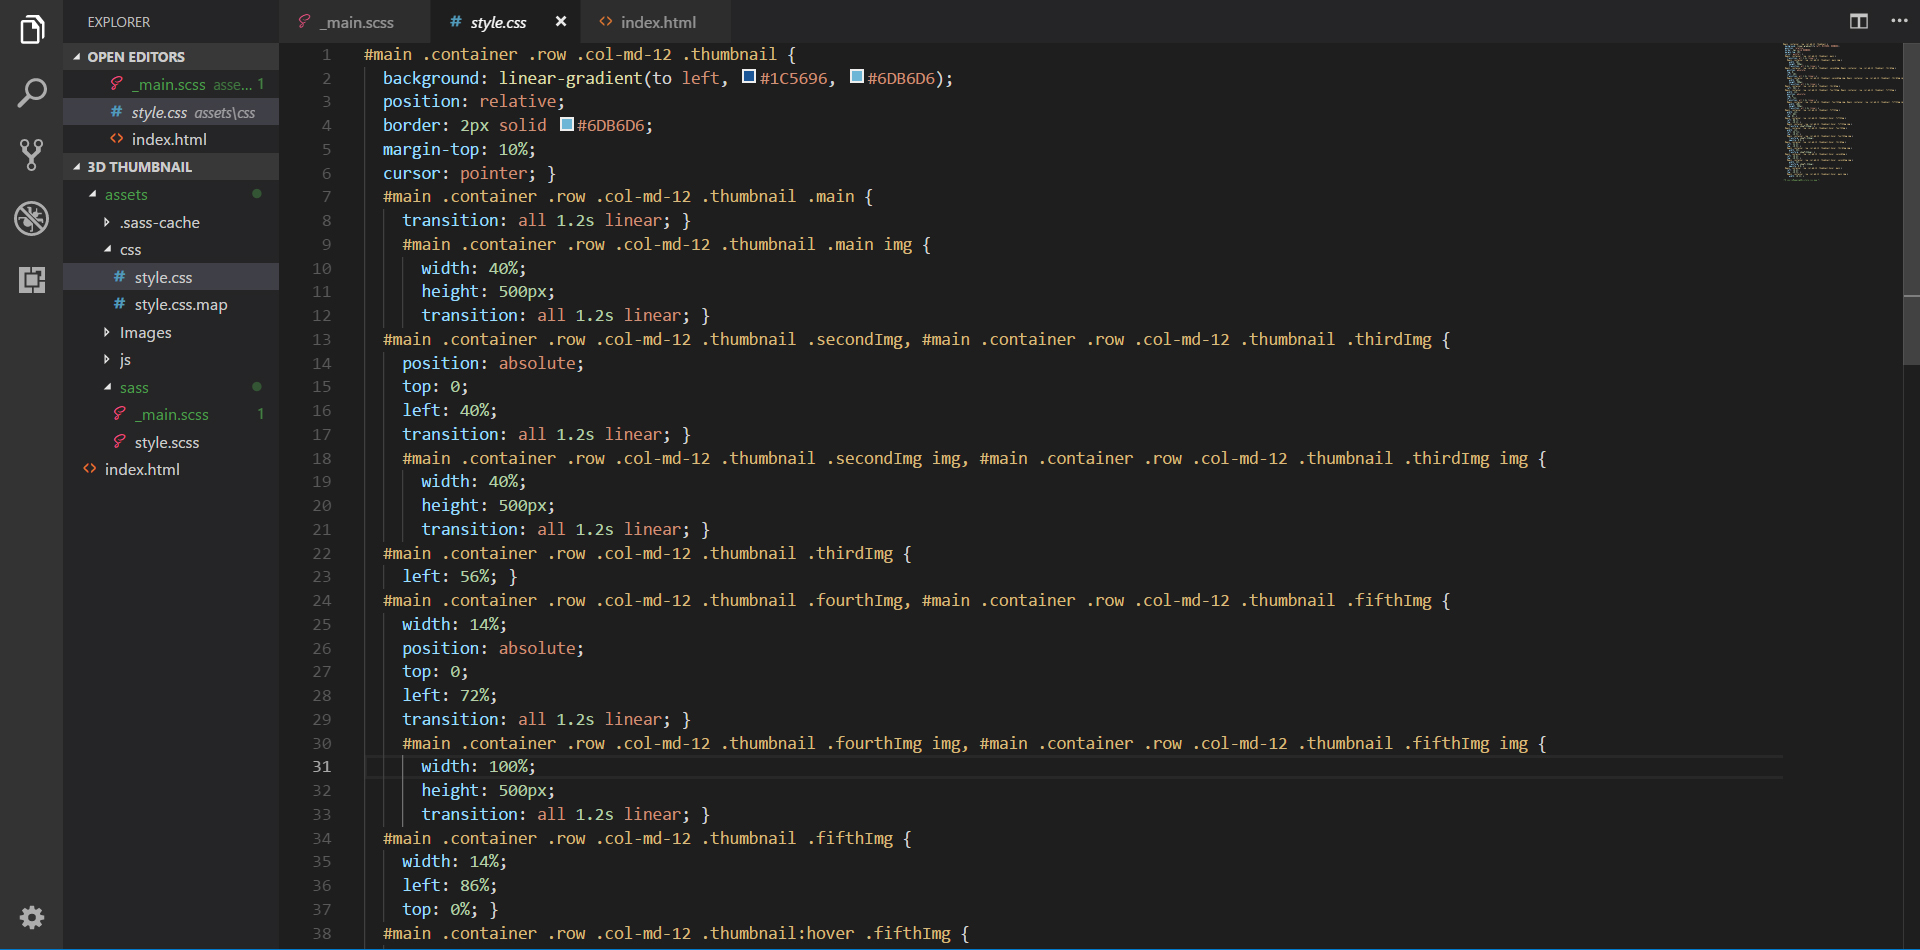 EXPLORER
OPEN EDITORS
_main.scss asse... 1
# style.css assets\css
<> index.html
3D THUMBNAIL
assets
.sass-cache
css
# style.css
# style.css.map
Images
js
sass
_main.scss 1
style.scss
<> index.html
_main.scss
# style.css ×
<> index.html
1 #main .container .row .col-md-12 .thumbnail {
2 background: linear-gradient(to left, #1C5696, #6DB6D6);
3 position: relative;
4 border: 2px solid #6DB6D6;
5 margin-top: 10%;
6 cursor: pointer; }
7 #main .container .row .col-md-12 .thumbnail .main {
8 transition: all 1.2s linear; }
9 #main .container .row .col-md-12 .thumbnail .main img {
10 width: 40%;
11 height: 500px;
12 transition: all 1.2s linear; }
13 #main .container .row .col-md-12 .thumbnail .secondImg, #main .container .row .col-md-12 .thumbnail .thirdImg {
14 position: absolute;
15 top: 0;
16 left: 40%;
17 transition: all 1.2s linear; }
18 #main .container .row .col-md-12 .thumbnail .secondImg img, #main .container .row .col-md-12 .thumbnail .thirdImg img {
19 width: 40%;
20 height: 500px;
21 transition: all 1.2s linear; }
22 #main .container .row .col-md-12 .thumbnail .thirdImg {
23 left: 56%; }
24 #main .container .row .col-md-12 .thumbnail .fourthImg, #main .container .row .col-md-12 .thumbnail .fifthImg {
25 width: 14%;
26 position: absolute;
27 top: 0;
28 left: 72%;
29 transition: all 1.2s linear; }
30 #main .container .row .col-md-12 .thumbnail .fourthImg img, #main .container .row .col-md-12 .thumbnail .fifthImg img {
31 width: 100%;
32 height: 500px;
33 transition: all 1.2s linear; }
34 #main .container .row .col-md-12 .thumbnail .fifthImg {
35 width: 14%;
36 left: 86%;
37 top: 0%; }
38 #main .container .row .col-md-12 .thumbnail:hover .fifthImg {